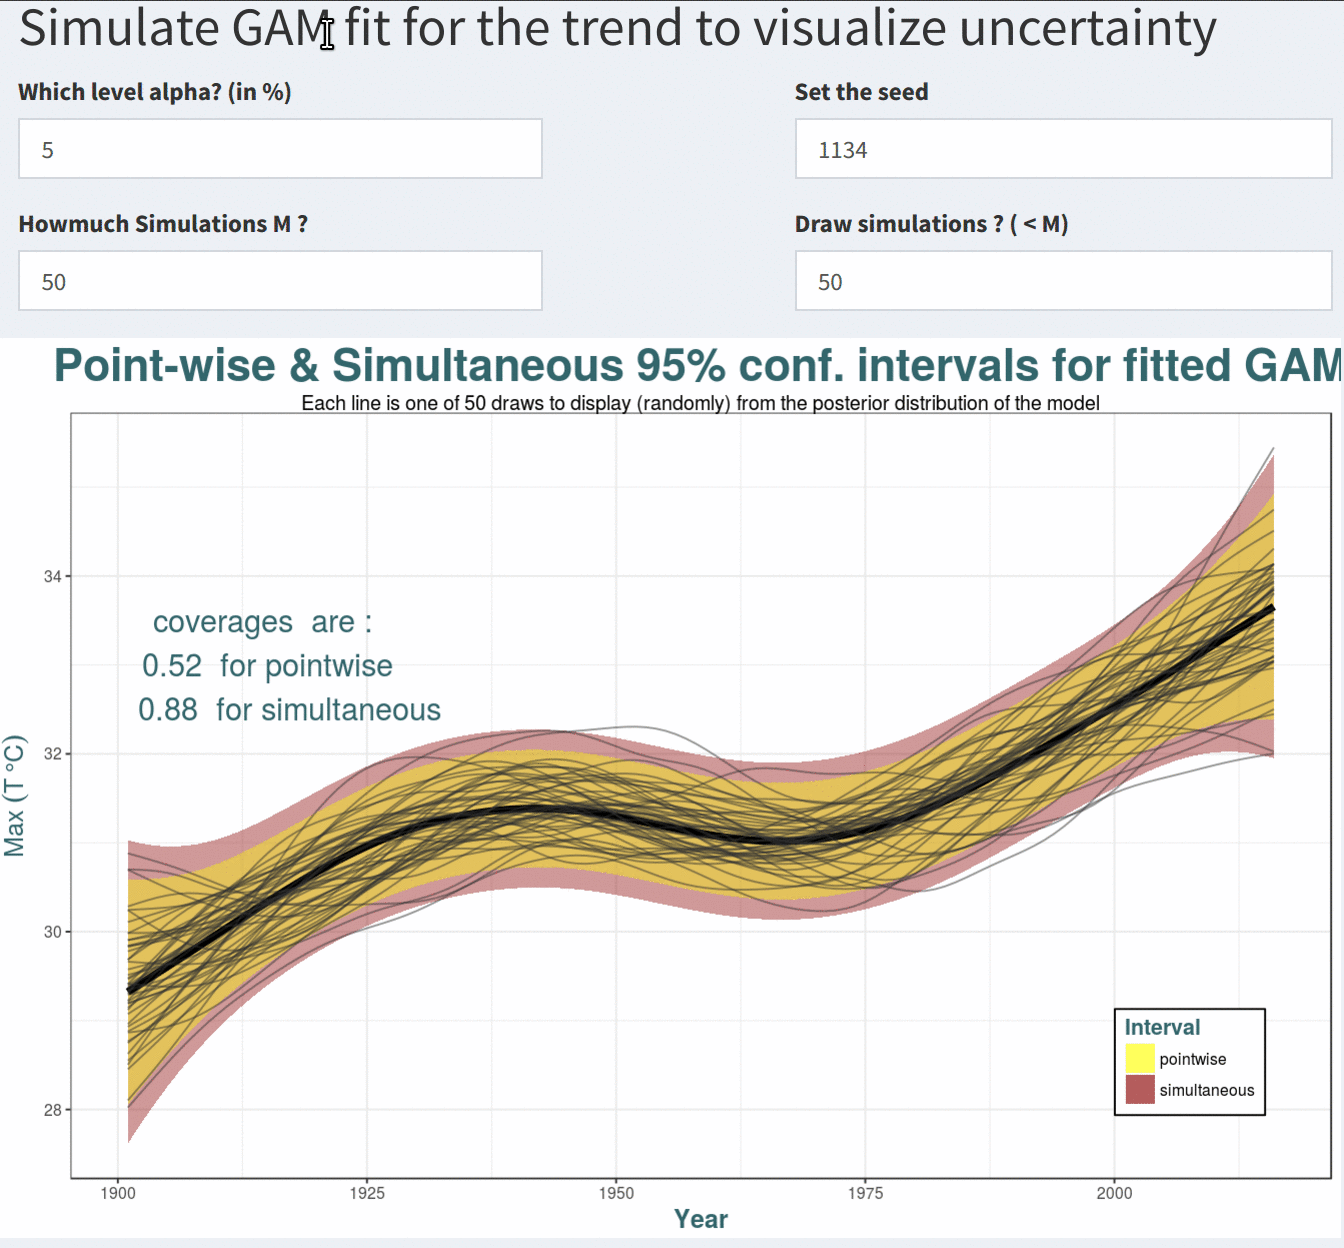 Simulate GAM fit for the trend to visualize uncertainty
Which level alpha? (in %)
Set the seed
5
1134
Howmuch Simulations M ?
Draw simulations ? ( < M)
50
50
Point-wise & Simultaneous 95% conf. intervals for fitted GAM
Each line is one of 50 draws to display (randomly) from the posterior distribution of the model
34
coverages are :
0.52 for pointwise
0.88 for simultaneous
32
Max (T °C)
30
28
Interval
pointwise
simultaneous
1900
1925
1950
1975
2000
Year